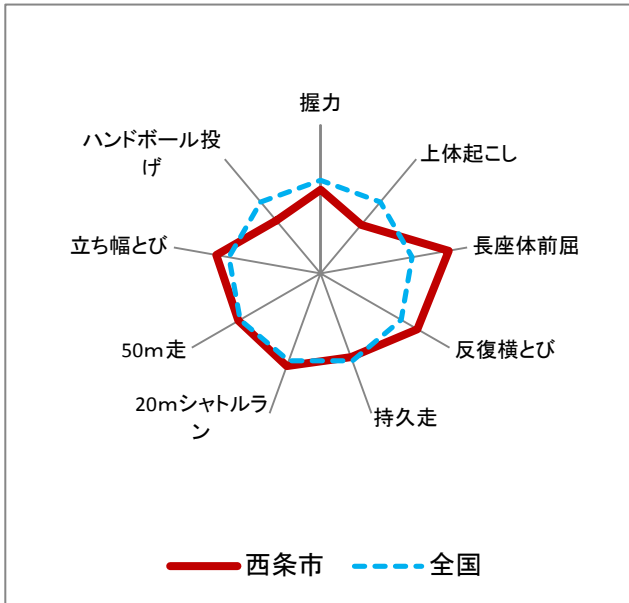 握力
上体起こし
長座体前屈
反復横とび
持久走
20mシャトルラ
ン
50m走
立ち幅とび
ハンドボール投
げ
西条市
全国